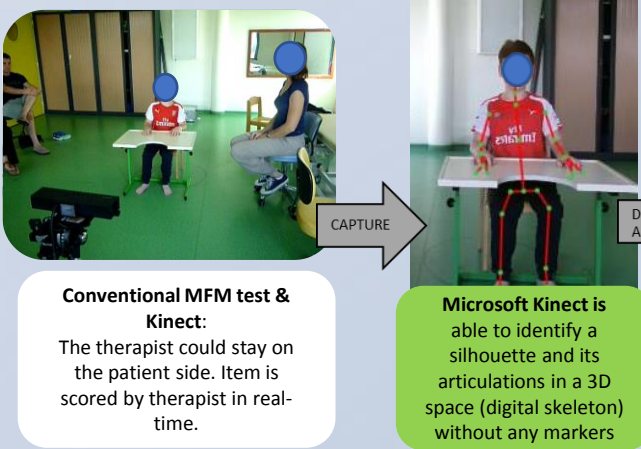 CAPTURE
D
A
Conventional MFM test &
Kinect:
The therapist could stay on
the patient side. Item is
scored by therapist in real-
time.
Microsoft Kinect is
able to identify a
silhouette and its
articulations in a 3D
space (digital skeleton)
without any markers